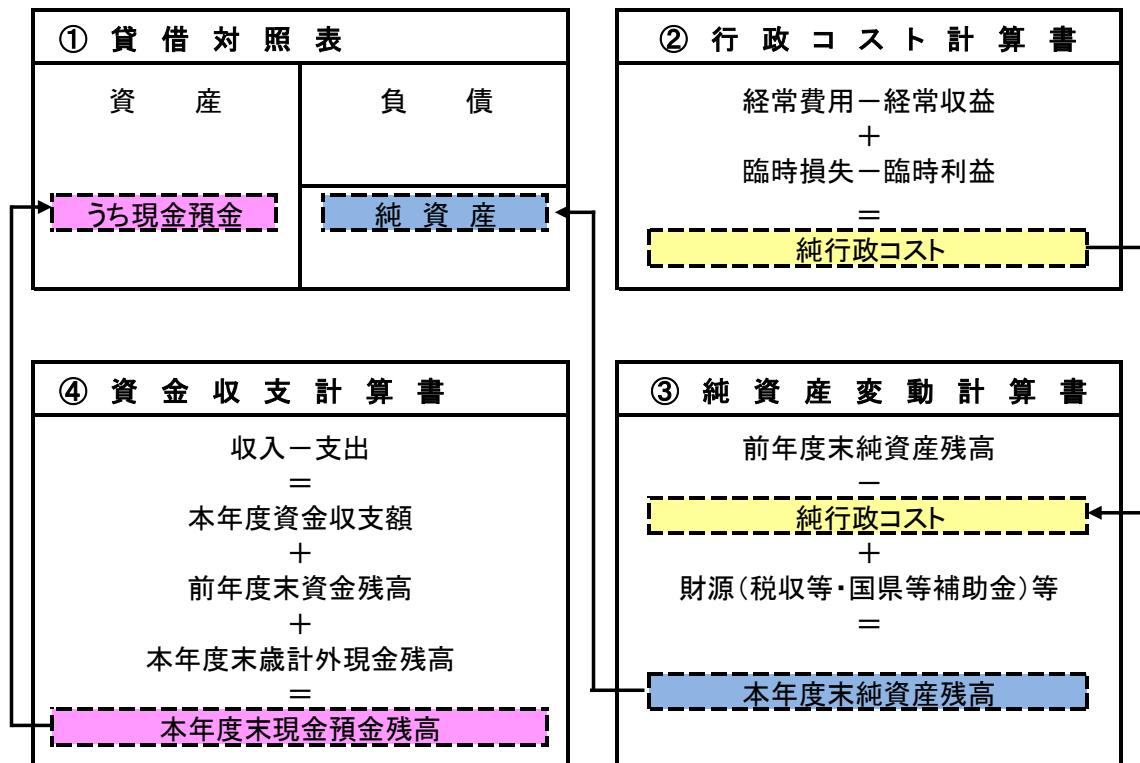 ① 貸 借 対 照 表
資　　産
負　　債
うち現金預金
純 資 産
② 行 政 コ ス ト 計 算 書
経常費用－経常収益
＋
臨時損失－臨時利益
＝
純行政コスト
④ 資 金 収 支 計 算 書
収入－支出
＝
本年度資金収支額
＋
前年度末資金残高
＋
本年度末歳計外現金残高
＝
本年度末現金預金残高
③ 純 資 産 変 動 計 算 書
前年度末純資産残高
－
純行政コスト
＋
財源（税収等・国県等補助金）等
＝
本年度末純資産残高